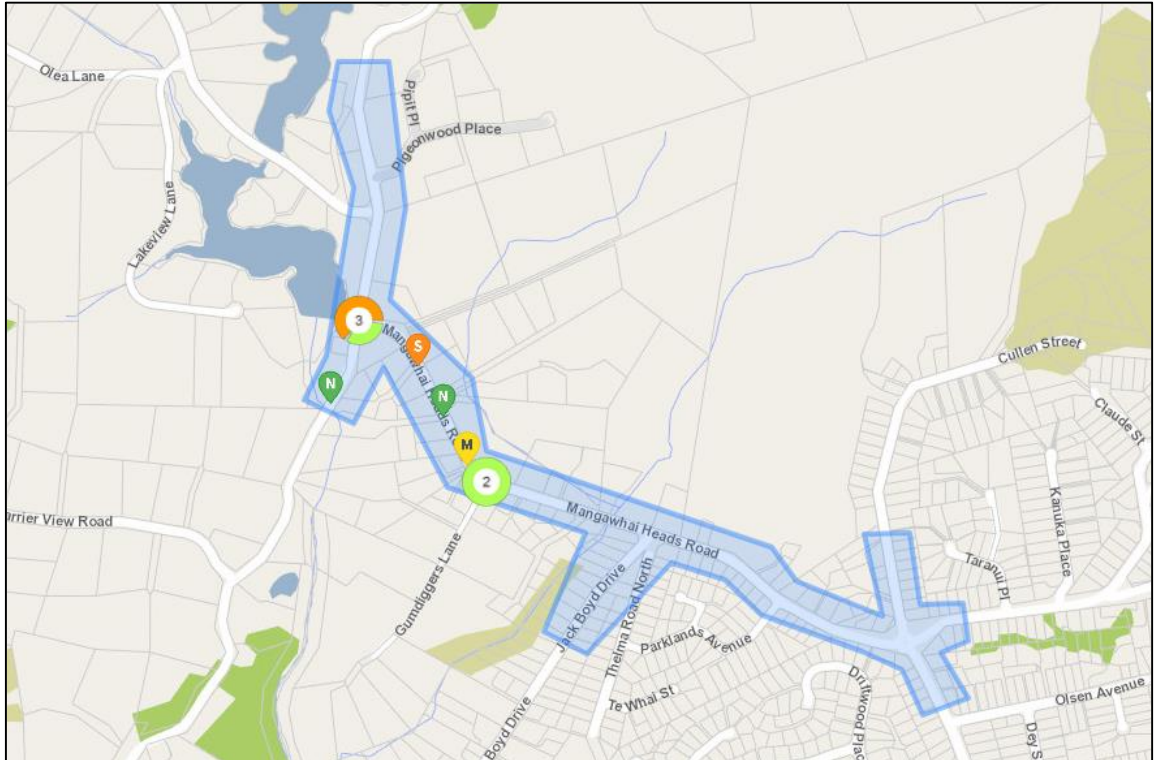 Olea Lane
Pipit Pl
Pigeonwood Place
Lakeview Lane
3
Mangawhai Heads Ro
S
N
N
M
2
Cullen Street
Claude St
Kanuka Place
Taranui Pl
arrier View Road
Gumdiggers Lane
Mangawhai Heads Road
Jack Boyd Drive
Thelma Road North
Parklands Avenue
Te Whai St
Driftwood Plac
Olsen Avenue
Boyd Drive
Dey S